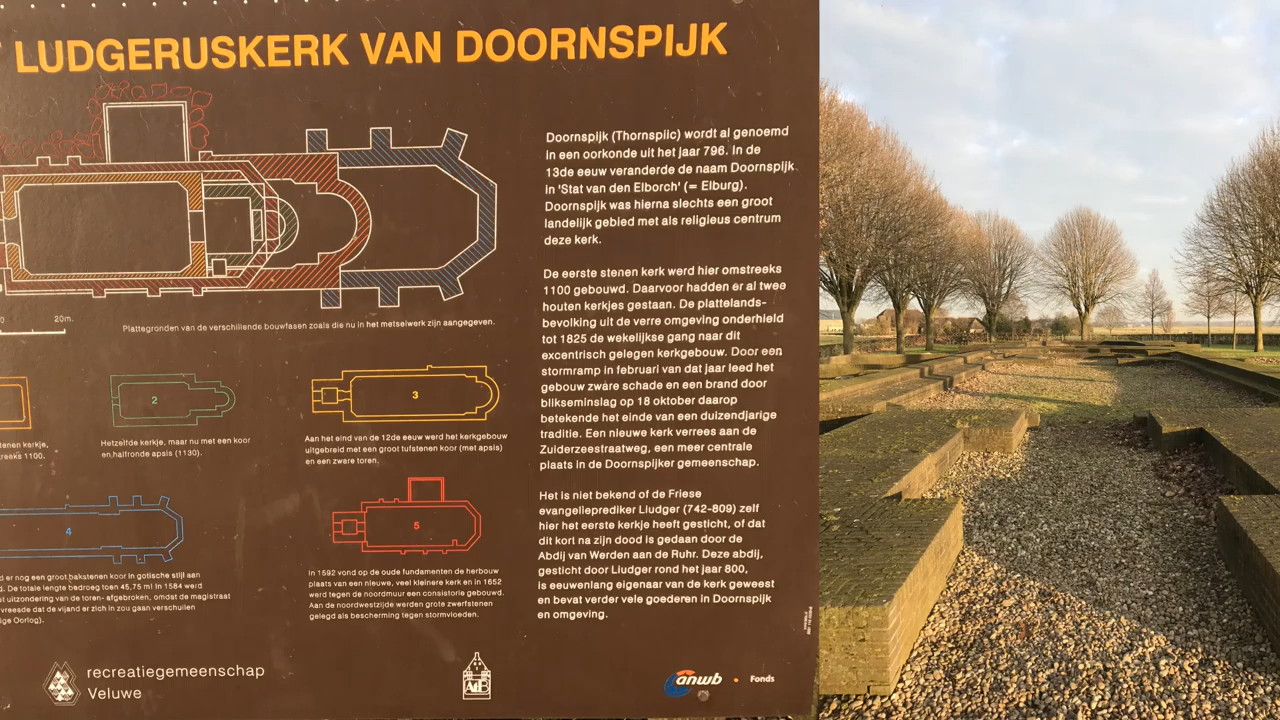 LUDGERUSKERK VAN DOORNSPIJK
Doornspijk (Thornspiic) wordt al genoemd
in een oorkonde uit het jaar 796. In de
13de eeuw veranderde de naam Doornspijk
in 'Stat van den Elborch' (= Elburg).
Doornspijk was hierna slechts een groot
landelijk gebied met als religieus centrum
deze kerk.
De eerste stenen kerk werd hier omstreeks
1100 gebouwd. Daarvoor hadden er al twee
houten kerkjes gestaan. De plattelands-
bevolking uit de verre omgeving onderhield
tot 1825 de wekelijkse gang naar dit
excentrisch gelegen kerkgebouw. Door een
stormramp in februari van dat jaar leed het
gebouw zware schade en een brand door
blikseminslag op 18 oktober daarop
betekende het einde van een duizendjarige
traditie. Een nieuwe kerk verrees aan de
Zuiderzeestraatweg, een meer centrale
plaats in de Doornspijker gemeenschap.
Het is niet bekend of de Friese
evangelieprediker Liudger (742-809) zelf
hier het eerste kerkje heeft gesticht, of dat
dit kort na zijn dood is gedaan door de
Abdij van Werden aan de Ruhr. Deze abdij,
gesticht door Liudger rond het jaar 800,
is eeuwenlang eigenaar van de kerk geweest
en bevat verder vele goederen in Doornspijk
en omgeving.
0 20m.
Plattegronden van de verschillende bouwfasen zoals die nu in het metselwerk zijn aangegeven.
tenen kerkje,
reeks 1100.
2
Hetzelfde kerkje, maar nu met een koor
en halfronde apsis (1130).
3
Aan het eind van de 12de eeuw werd het kerkgebouw
uitgebreid met een groot tufstenen koor (met apsis)
en een zware toren.
4
d er nog een groot bakstenen koor in gotische stijl aan
d. De totale lengte bedroeg toen 45,75 m! In 1584 werd
t uitzondering van de toren- afgebroken, omdat de magistraat
vreesde dat de vijand er zich in zou gaan verschuilen
ige Oorlog).
5
In 1592 vond op de oude fundamenten de herbouw
plaats van een nieuwe, veel kleinere kerk en in 1652
werd tegen de noordmuur een consistorie gebouwd.
Aan de noordwestzijde werden grote zwerfstenen
gelegd als bescherming tegen stormvloeden.
recreatiegemeenschap
Veluwe
anwb
Fonds